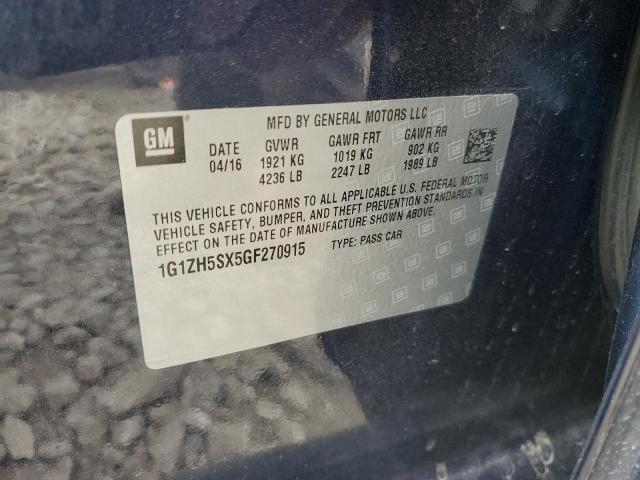 GM
MFD BY GENERAL MOTORS LLC
DATE GVWR GAWR FRT GAWR RR
04/16 1921 KG 1019 KG 902 KG
4236 LB 2247 LB 1989 LB
THIS VEHICLE CONFORMS TO ALL APPLICABLE U.S. FEDERAL MOTOR
VEHICLE SAFETY, BUMPER, AND THEFT PREVENTION STANDARDS IN
EFFECT ON THE DATE OF MANUFACTURE SHOWN ABOVE.
1G1ZH5SX5GF270915 TYPE: PASS CAR